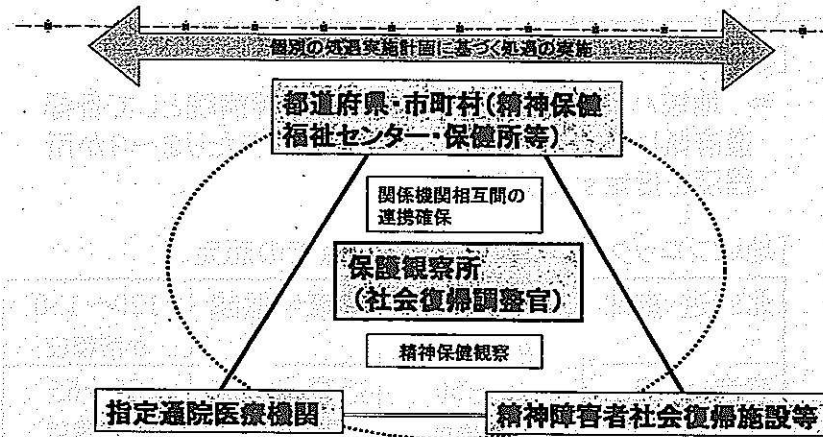 個別の処遇実施計画に基づく処遇の実施
都道府県・市町村(精神保健
福祉センター・保健所等)
関係機関相互間の
連携確保
保護観察所
(社会復帰調整官)
精神保健観察
指定通院医療機関
精神障害者社会復帰施設等